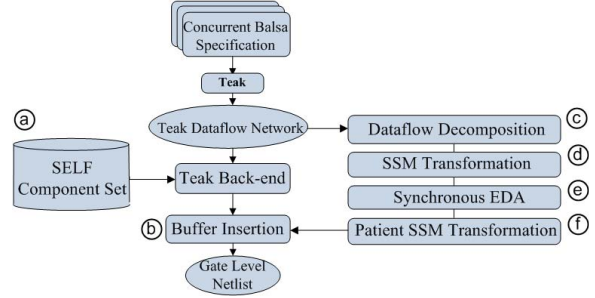 Concurrent Balsa
Specification
Teak
Teak Dataflow Network
a
SELF
Component Set
Teak Back-end
b
Buffer Insertion
Gate Level
Netlist
Dataflow Decomposition
c
SSM Transformation
d
Synchronous EDA
e
Patient SSM Transformation
f